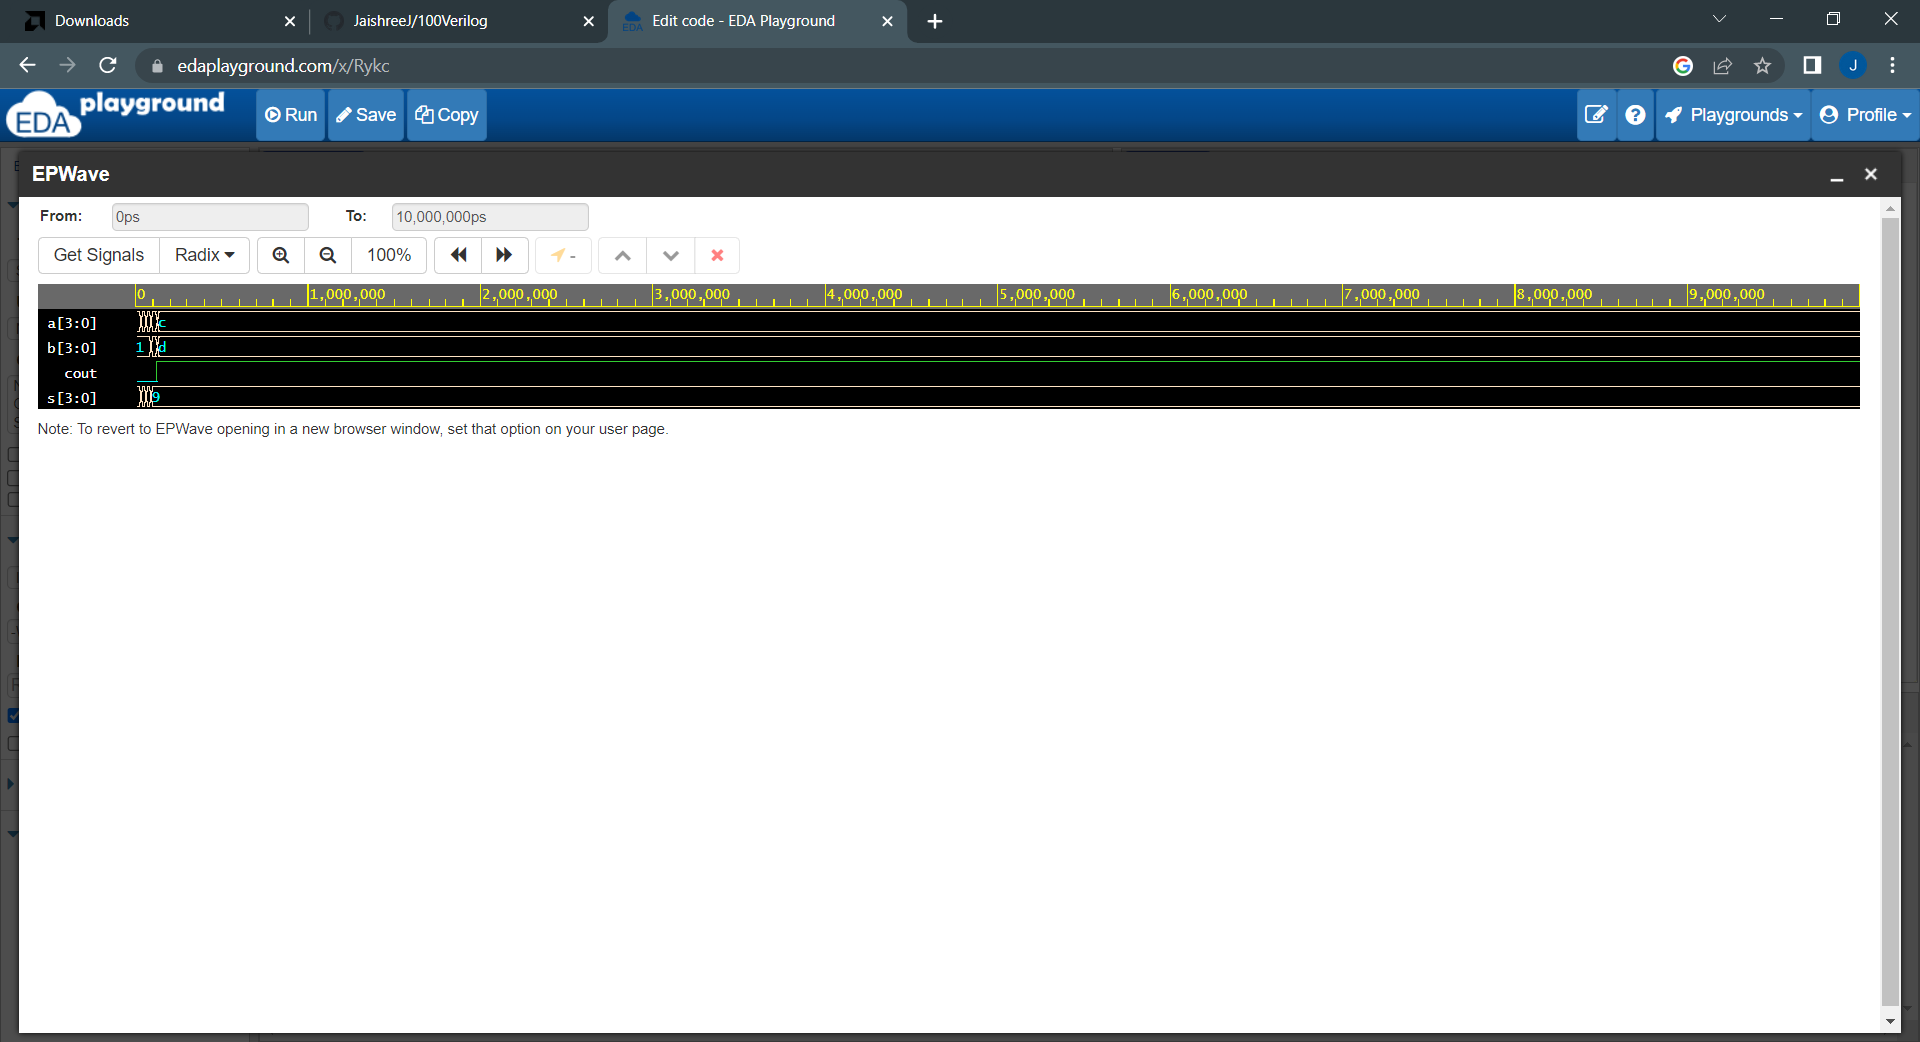 Downloads
JaishreeJ/100Verilog
Edit code - EDA Playground
edaplayground.com/x/Rykc
J
EDA playground
Run
Save
Copy
Playgrounds
Profile
EPWave
From: 0ps To: 10,000,000ps
Get Signals
Radix
100%
-
0 1,000,000 2,000,000 3,000,000 4,000,000 5,000,000 6,000,000 7,000,000 8,000,000 9,000,000
a[3:0] c
b[3:0] 1 d
cout
s[3:0] 9
Note: To revert to EPWave opening in a new browser window, set that option on your user page.